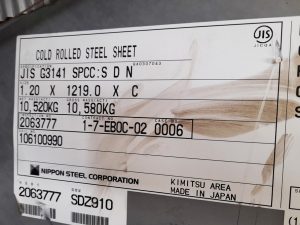 JIS
COLD ROLLED STEEL SHEET
JIS G3141 SPCC:S D N
1.20 X 1219.0 X C
10,520KG 10,580KG
2063777 1-7-EB0C-02 0006
106100990
NIPPON STEEL CORPORATION
KIMITSU AREA
MADE IN JAPAN
2063777 SDZ910